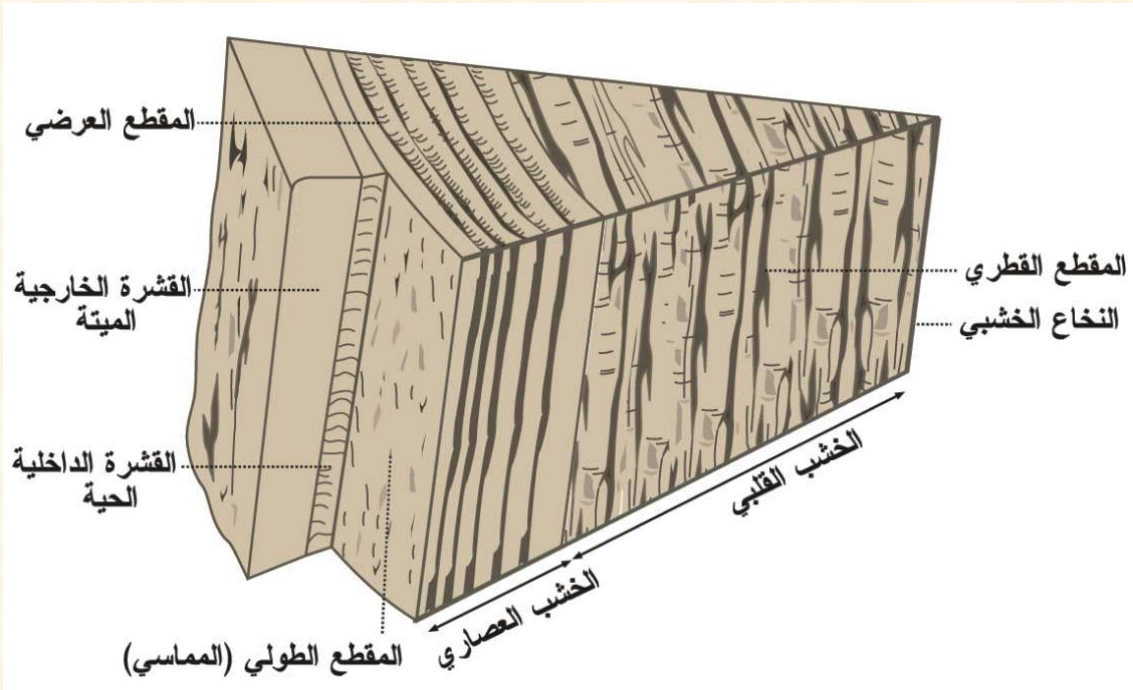 المقطع العرضي
المقطع القطري
القشرة الخارجية
الميتة
النخاع الخشبي
القشرة الداخلية
الحية
الخشب القلبي
الخشب العصاري
المقطع الطولي (المماسي)